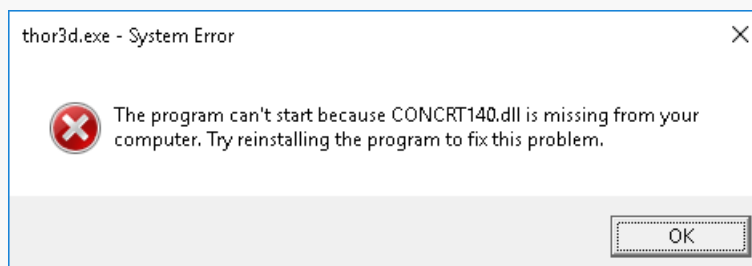 thor3d.exe - System Error
The program can't start because CONCRT140.dll is missing from your
computer. Try reinstalling the program to fix this problem.
OK